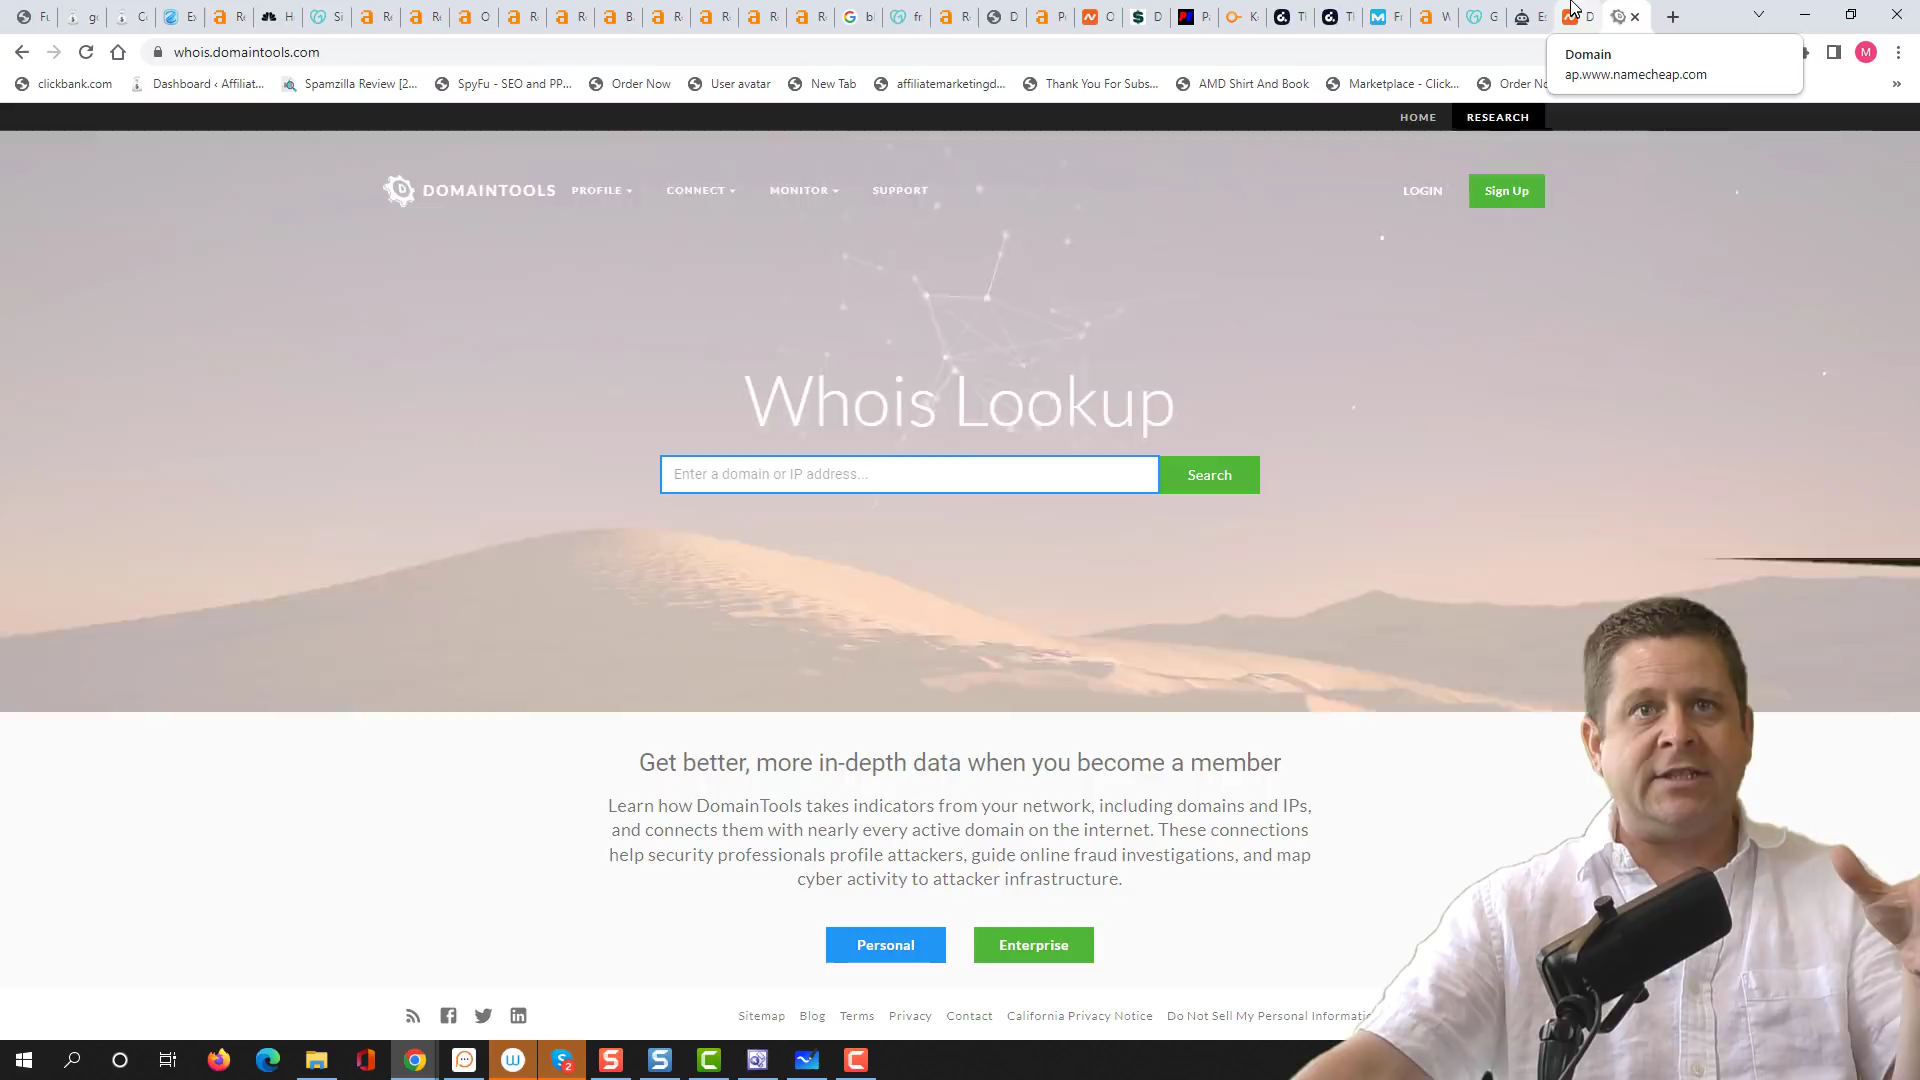 whois.domaintools.com
Domain
ap.www.namecheap.com
M
clickbank.com
Dashboard ‹ Affiliat...
Spamzilla Review [2...
SpyFu - SEO and PP...
Order Now
User avatar
New Tab
affiliatemarketingd...
Thank You For Subs...
AMD Shirt And Book
Marketplace - Click...
HOME
RESEARCH
DOMAINTOOLS
PROFILE
CONNECT
MONITOR
SUPPORT
LOGIN
Sign Up
Whois Lookup
Enter a domain or IP address...
Search
Get better, more in-depth data when you become a member
Learn how DomainTools takes indicators from your network, including domains and IPs,
and connects them with nearly every active domain on the internet. These connections
help security professionals profile attackers, guide online fraud investigations, and map
cyber activity to attacker infrastructure.
Personal
Enterprise
Sitemap
Blog
Terms
Privacy
Contact
California Privacy Notice
Do Not Sell My Personal